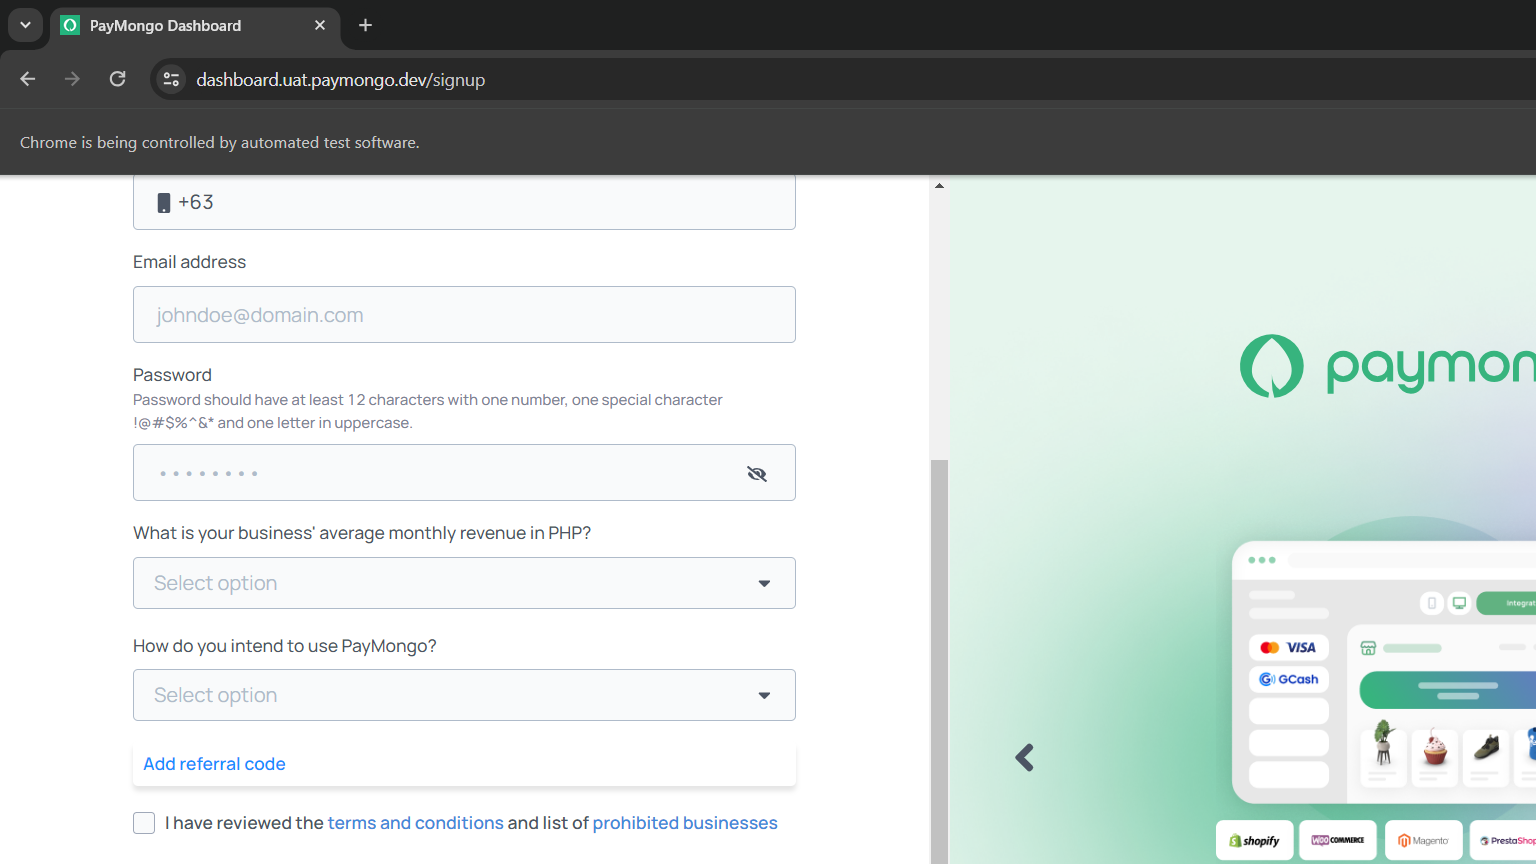 PayMongo Dashboard
dashboard.uat.paymongo.dev/signup
Chrome is being controlled by automated test software.
+63
Email address
johndoe@domain.com
Password
Password should have at least 12 characters with one number, one special character
!@#$%^&* and one letter in uppercase.
What is your business' average monthly revenue in PHP?
Select option
How do you intend to use PayMongo?
Select option
Add referral code
I have reviewed the terms and conditions and list of prohibited businesses
paymon
Integrat
VISA
GCash
shopify
WOO COMMERCE
Magento
PrestaShop